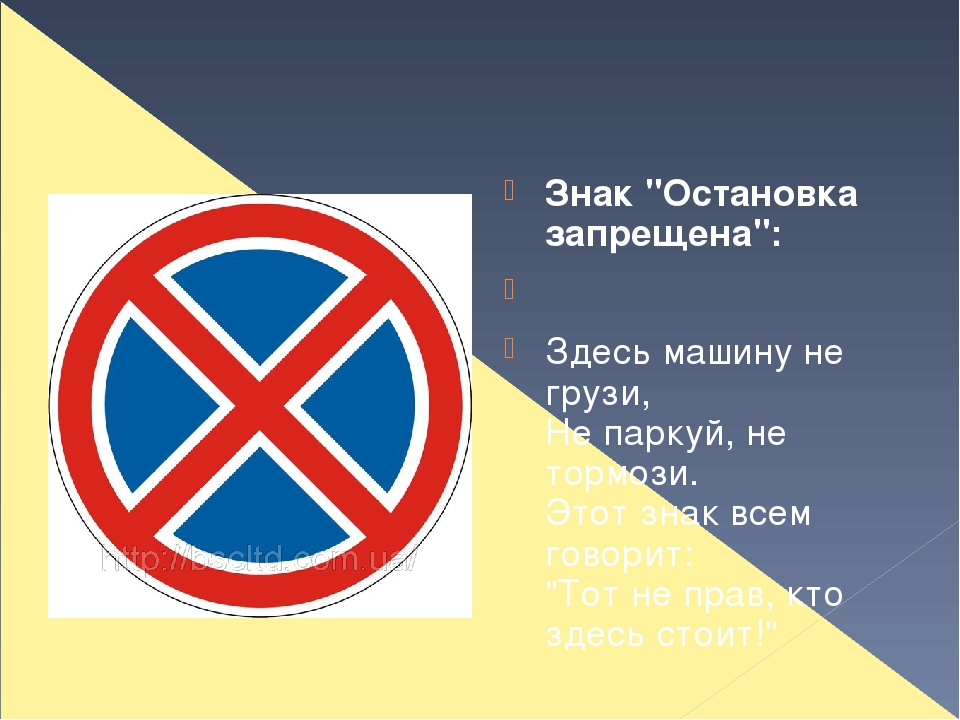 Знак "Остановка
запрещена":
Здесь машину не
грузи,
Не паркуй, не
тормози.
Этот знак всем
говорит:
"Тот не прав, кто
здесь стоит!"
http://bscltd.com.ua/